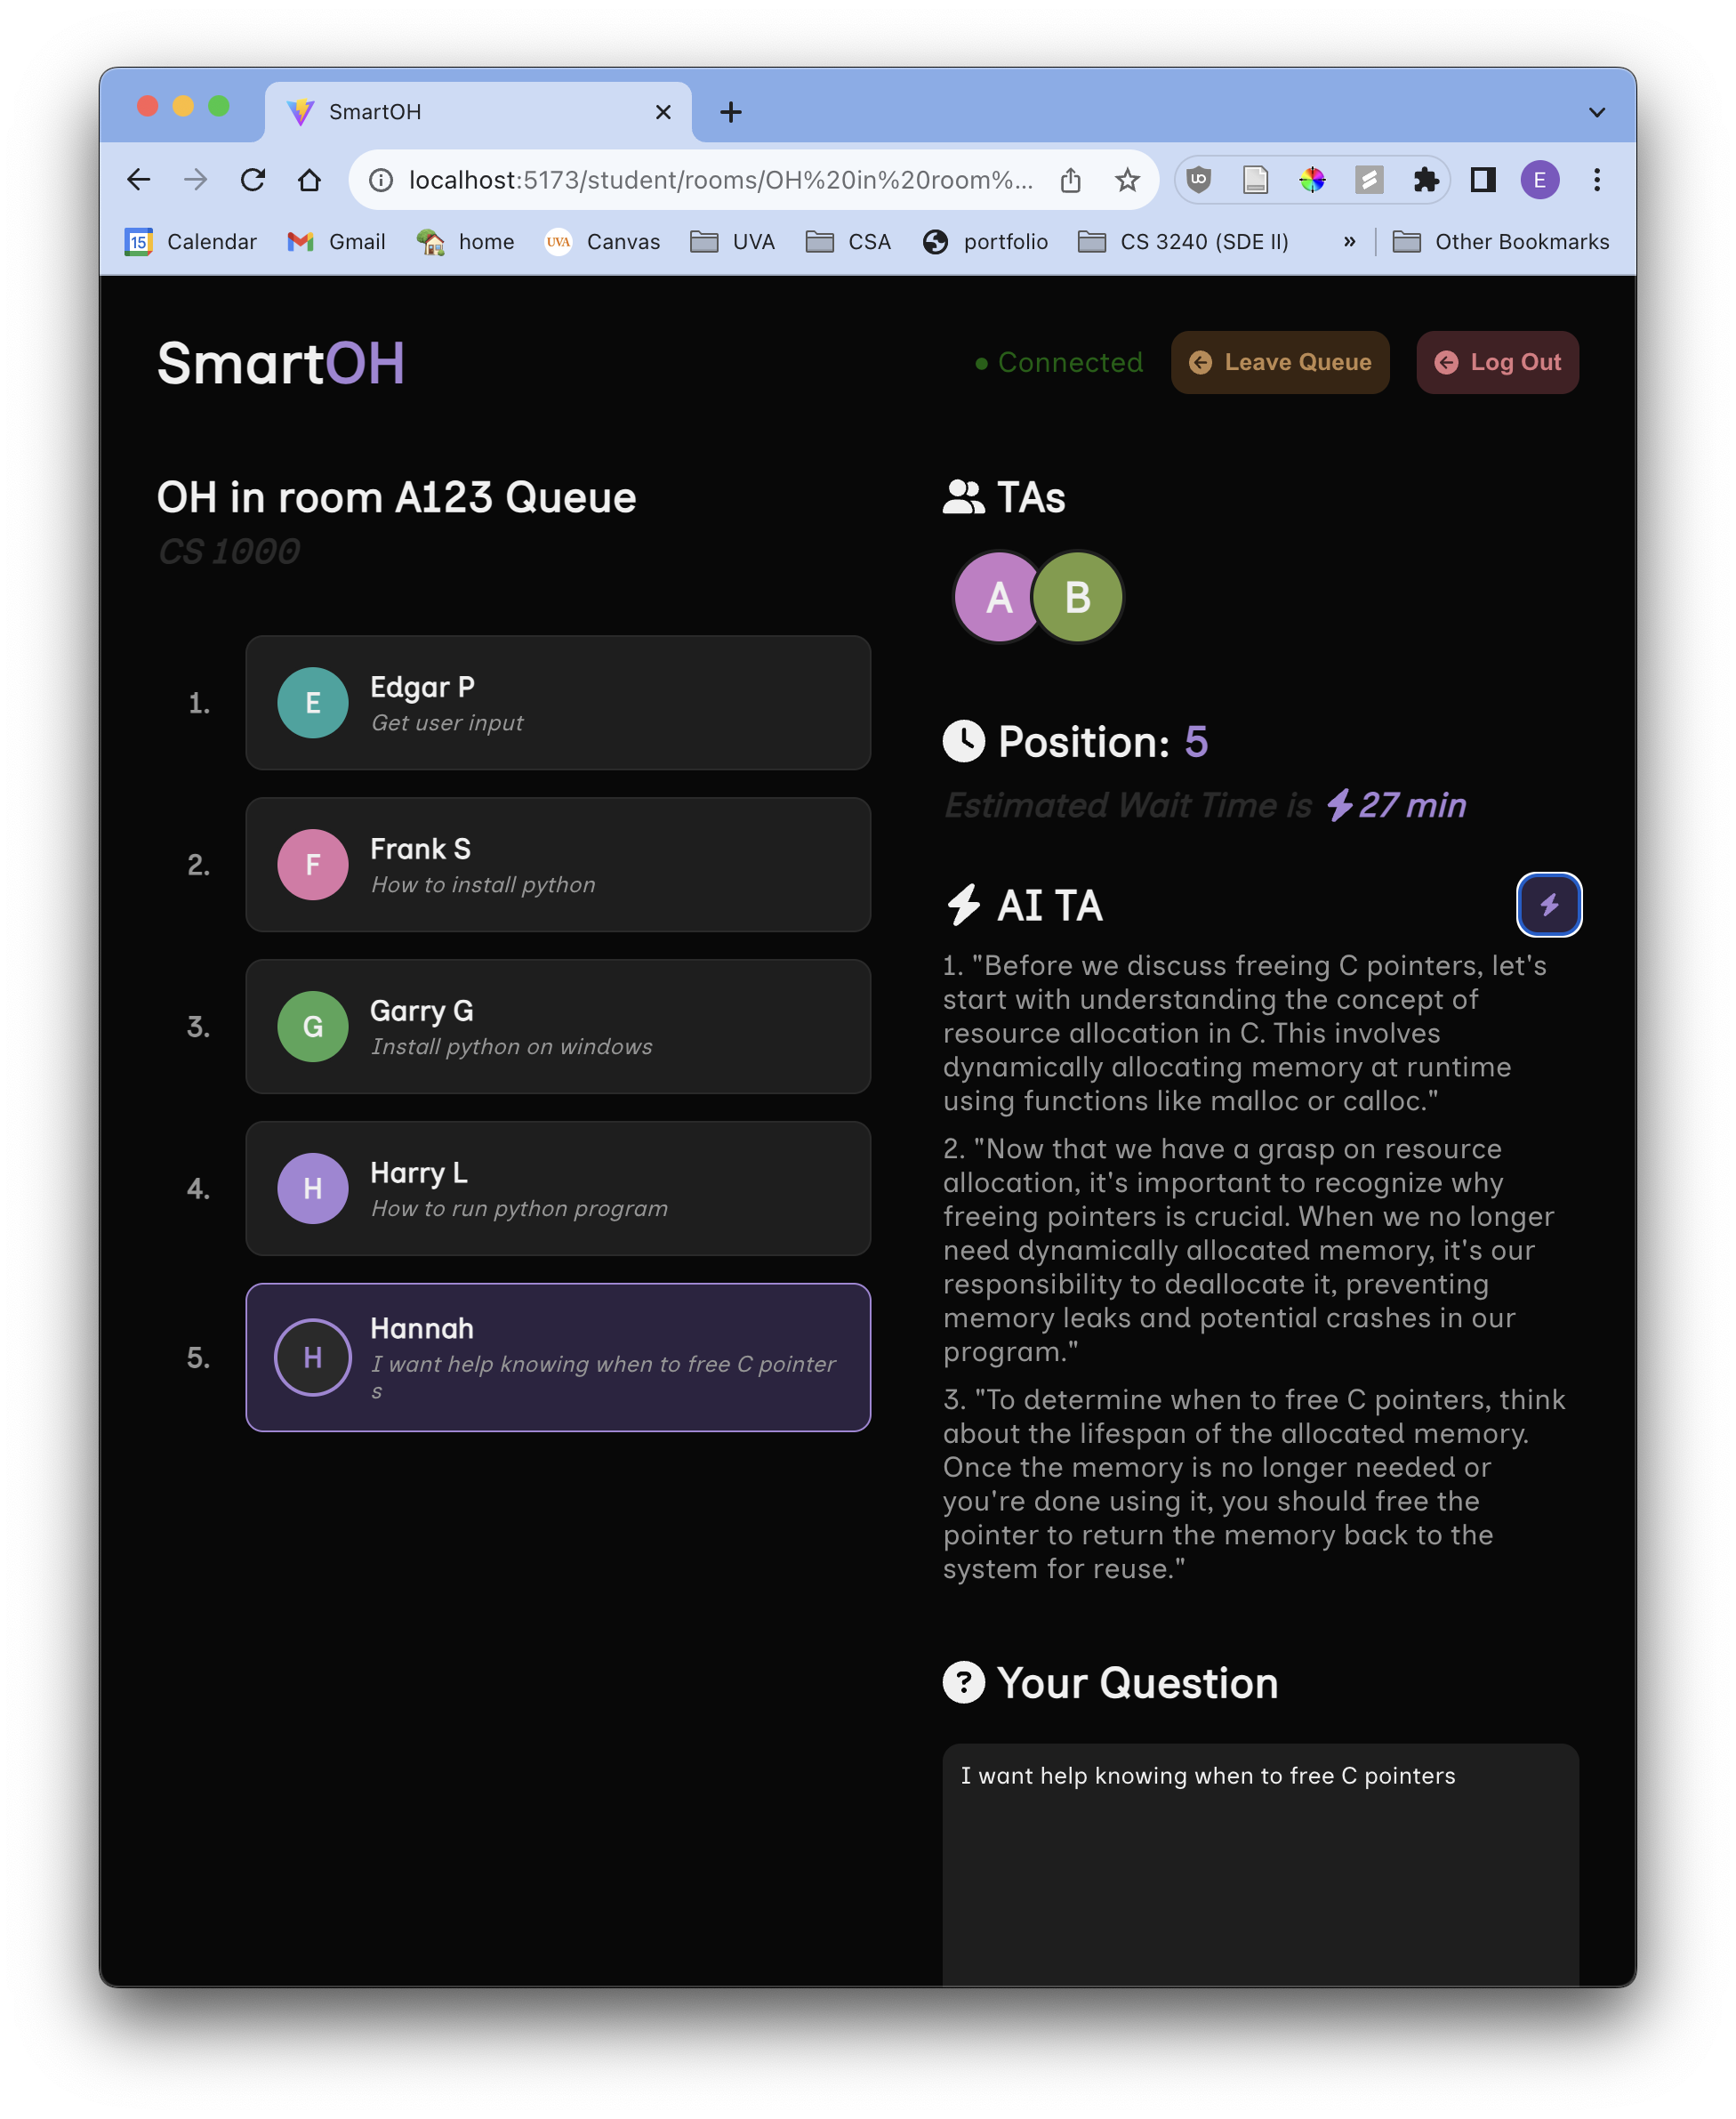 SmartOH
localhost:5173/student/rooms/OH%20in%20room%...
E
15 Calendar
Gmail
home
UVA Canvas
UVA
CSA
portfolio
CS 3240 (SDE II)
»
Other Bookmarks
SmartOH
Connected
Leave Queue
Log Out
OH in room A123 Queue
CS 1000
1.
E
Edgar P
Get user input
2.
F
Frank S
How to install python
3.
G
Garry G
Install python on windows
4.
H
Harry L
How to run python program
5.
H
Hannah
I want help knowing when to free C pointer
s
TAs
A
B
Position: 5
Estimated Wait Time is 27 min
AI TA
1. "Before we discuss freeing C pointers, let's
start with understanding the concept of
resource allocation in C. This involves
dynamically allocating memory at runtime
using functions like malloc or calloc."
2. "Now that we have a grasp on resource
allocation, it's important to recognize why
freeing pointers is crucial. When we no longer
need dynamically allocated memory, it's our
responsibility to deallocate it, preventing
memory leaks and potential crashes in our
program."
3. "To determine when to free C pointers, think
about the lifespan of the allocated memory.
Once the memory is no longer needed or
you're done using it, you should free the
pointer to return the memory back to the
system for reuse."
Your Question
I want help knowing when to free C pointers